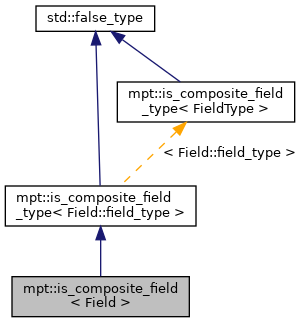 std::false_type
mpt::is_composite_field
_type< FieldType >
< Field::field_type >
mpt::is_composite_field
_type< Field::field_type >
mpt::is_composite_field
< Field >